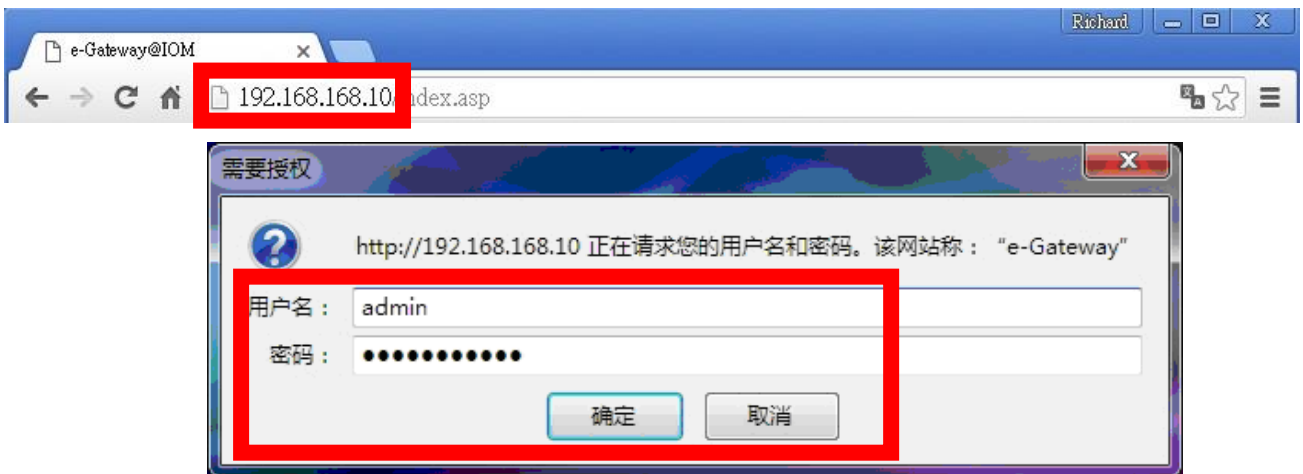 Richard
e-Gateway@IOM
192.168.168.10/index.asp
需要授权
http://192.168.168.10 正在请求您的用户名和密码。该网站称： “e-Gateway”
用户名： admin
密码： ●●●●●●●●●●●
确定 取消